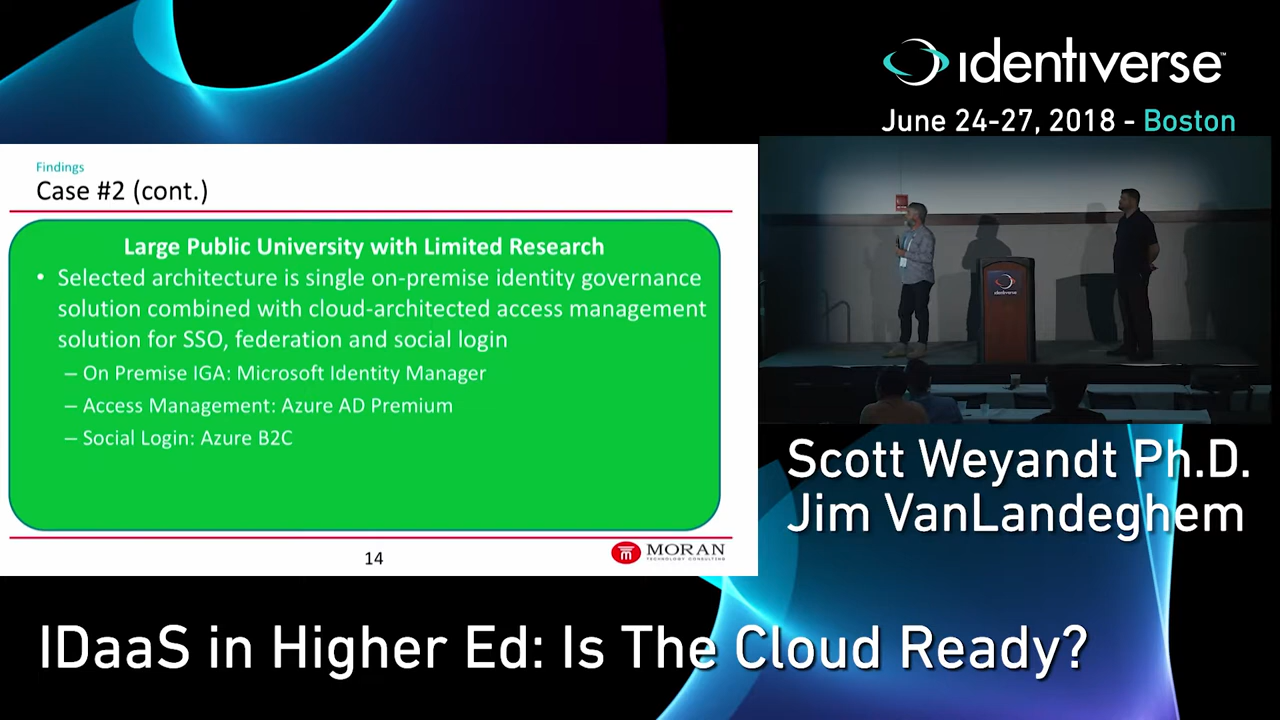 identiverse™
June 24-27, 2018 - Boston
Findings
Case #2 (cont.)
Large Public University with Limited Research
• Selected architecture is single on-premise identity governance
solution combined with cloud-architected access management
solution for SSO, federation and social login
– On Premise IGA: Microsoft Identity Manager
– Access Management: Azure AD Premium
– Social Login: Azure B2C
14
MORAN
TECHNOLOGY CONSULTING
identiverse
Scott Weyandt Ph.D.
Jim VanLandeghem
IDaaS in Higher Ed: Is The Cloud Ready?